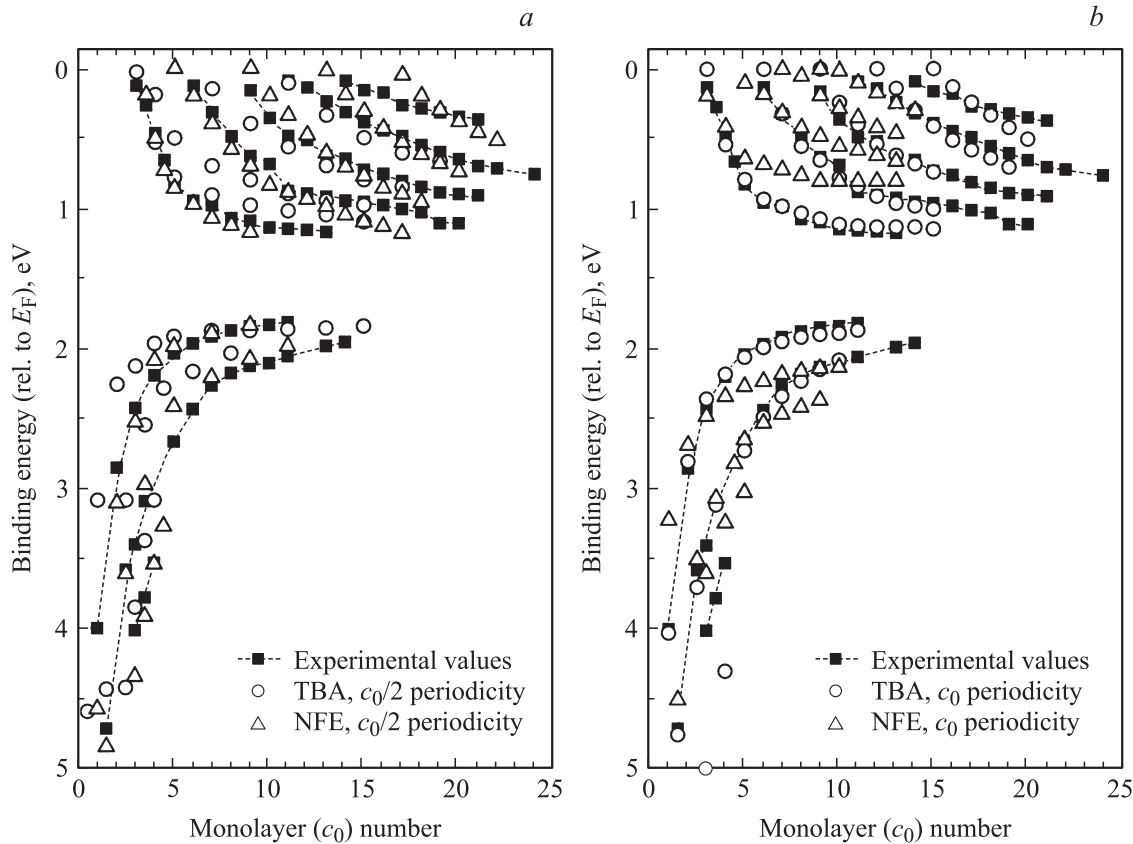 a
b
0
1
2
3
4
5
Binding energy (rel. to E_F), eV
Experimental values
TBA, c_0/2 periodicity
NFE, c_0/2 periodicity
0 5 10 15 20 25
Monolayer (c_0) number
0
1
2
3
4
5
Binding energy (rel. to E_F), eV
Experimental values
TBA, c_0 periodicity
NFE, c_0 periodicity
0 5 10 15 20 25
Monolayer (c_0) number